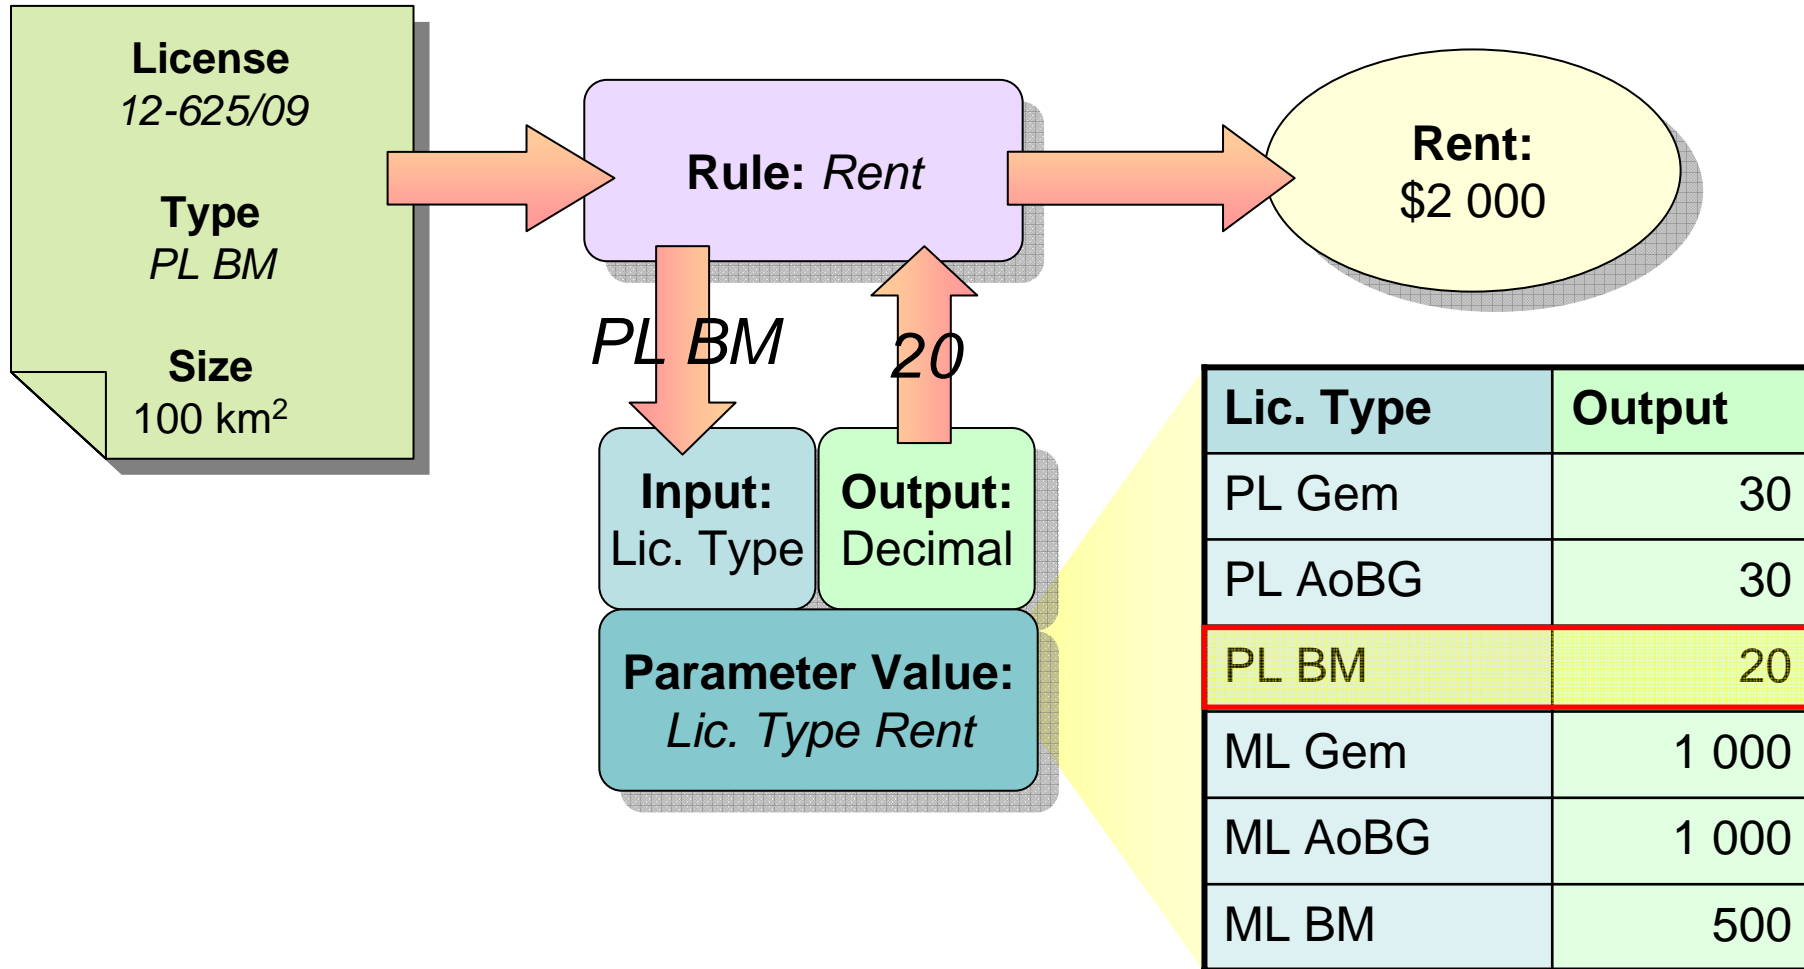 License
12-625/09
Type
PL BM
Size
100 km²
Rule: Rent
Rent:
$2 000
PL BM
20
Input:
Lic. Type
Output:
Decimal
Parameter Value:
Lic. Type Rent
Lic. Type Output
PL Gem 30
PL AoBG 30
PL BM 20
ML Gem 1 000
ML AoBG 1 000
ML BM 500